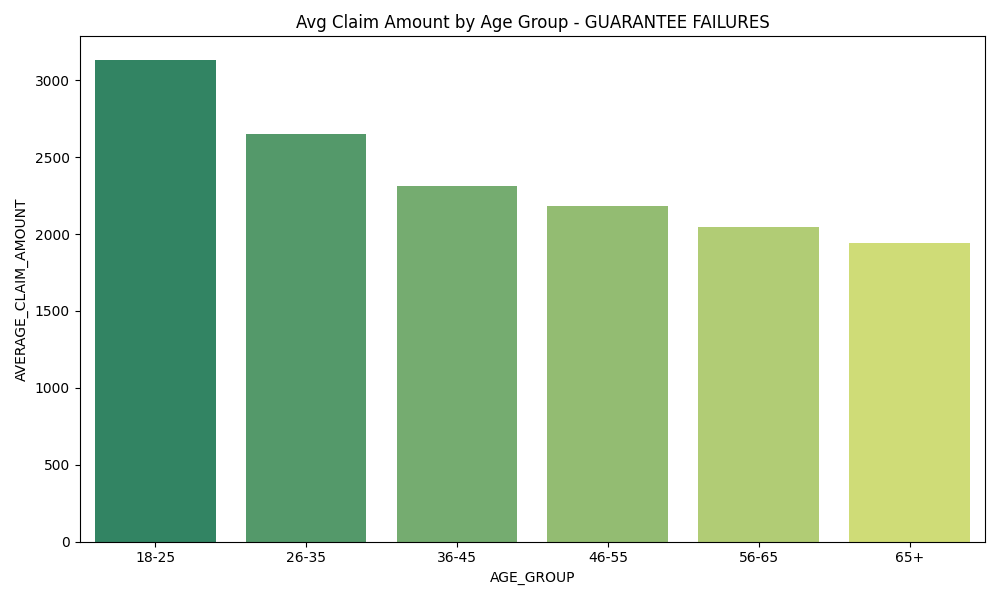 Avg Claim Amount by Age Group - GUARANTEE FAILURES
AVERAGE_CLAIM_AMOUNT
3000
2500
2000
1500
1000
500
0
18-25 26-35 36-45 46-55 56-65 65+
AGE_GROUP